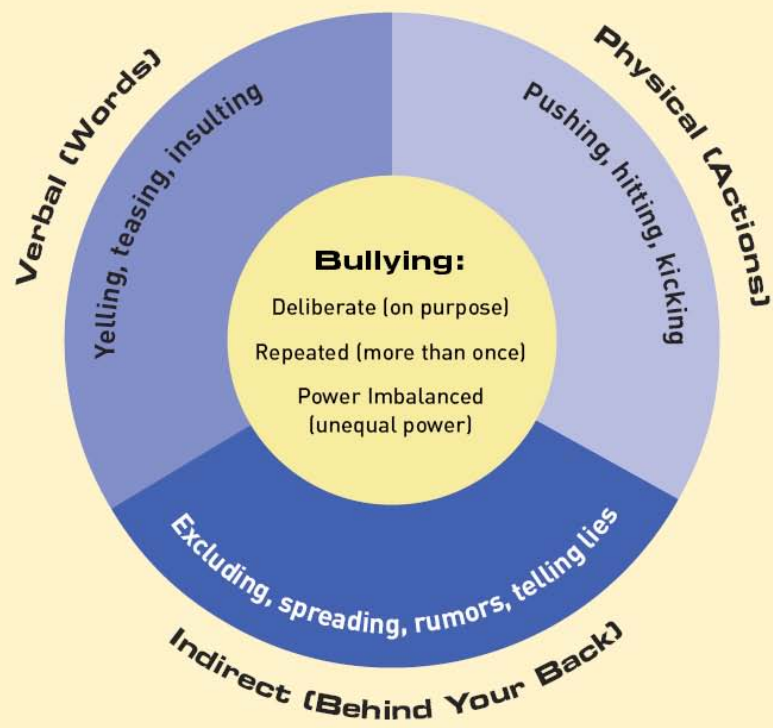 Verbal (Words)
Yelling, teasing, insulting
Physical (Actions)
Pushing, hitting, kicking
Bullying:
Deliberate (on purpose)
Repeated (more than once)
Power Imbalanced
(unequal power)
Excluding, spreading, rumors, telling lies
Indirect (Behind Your Back)